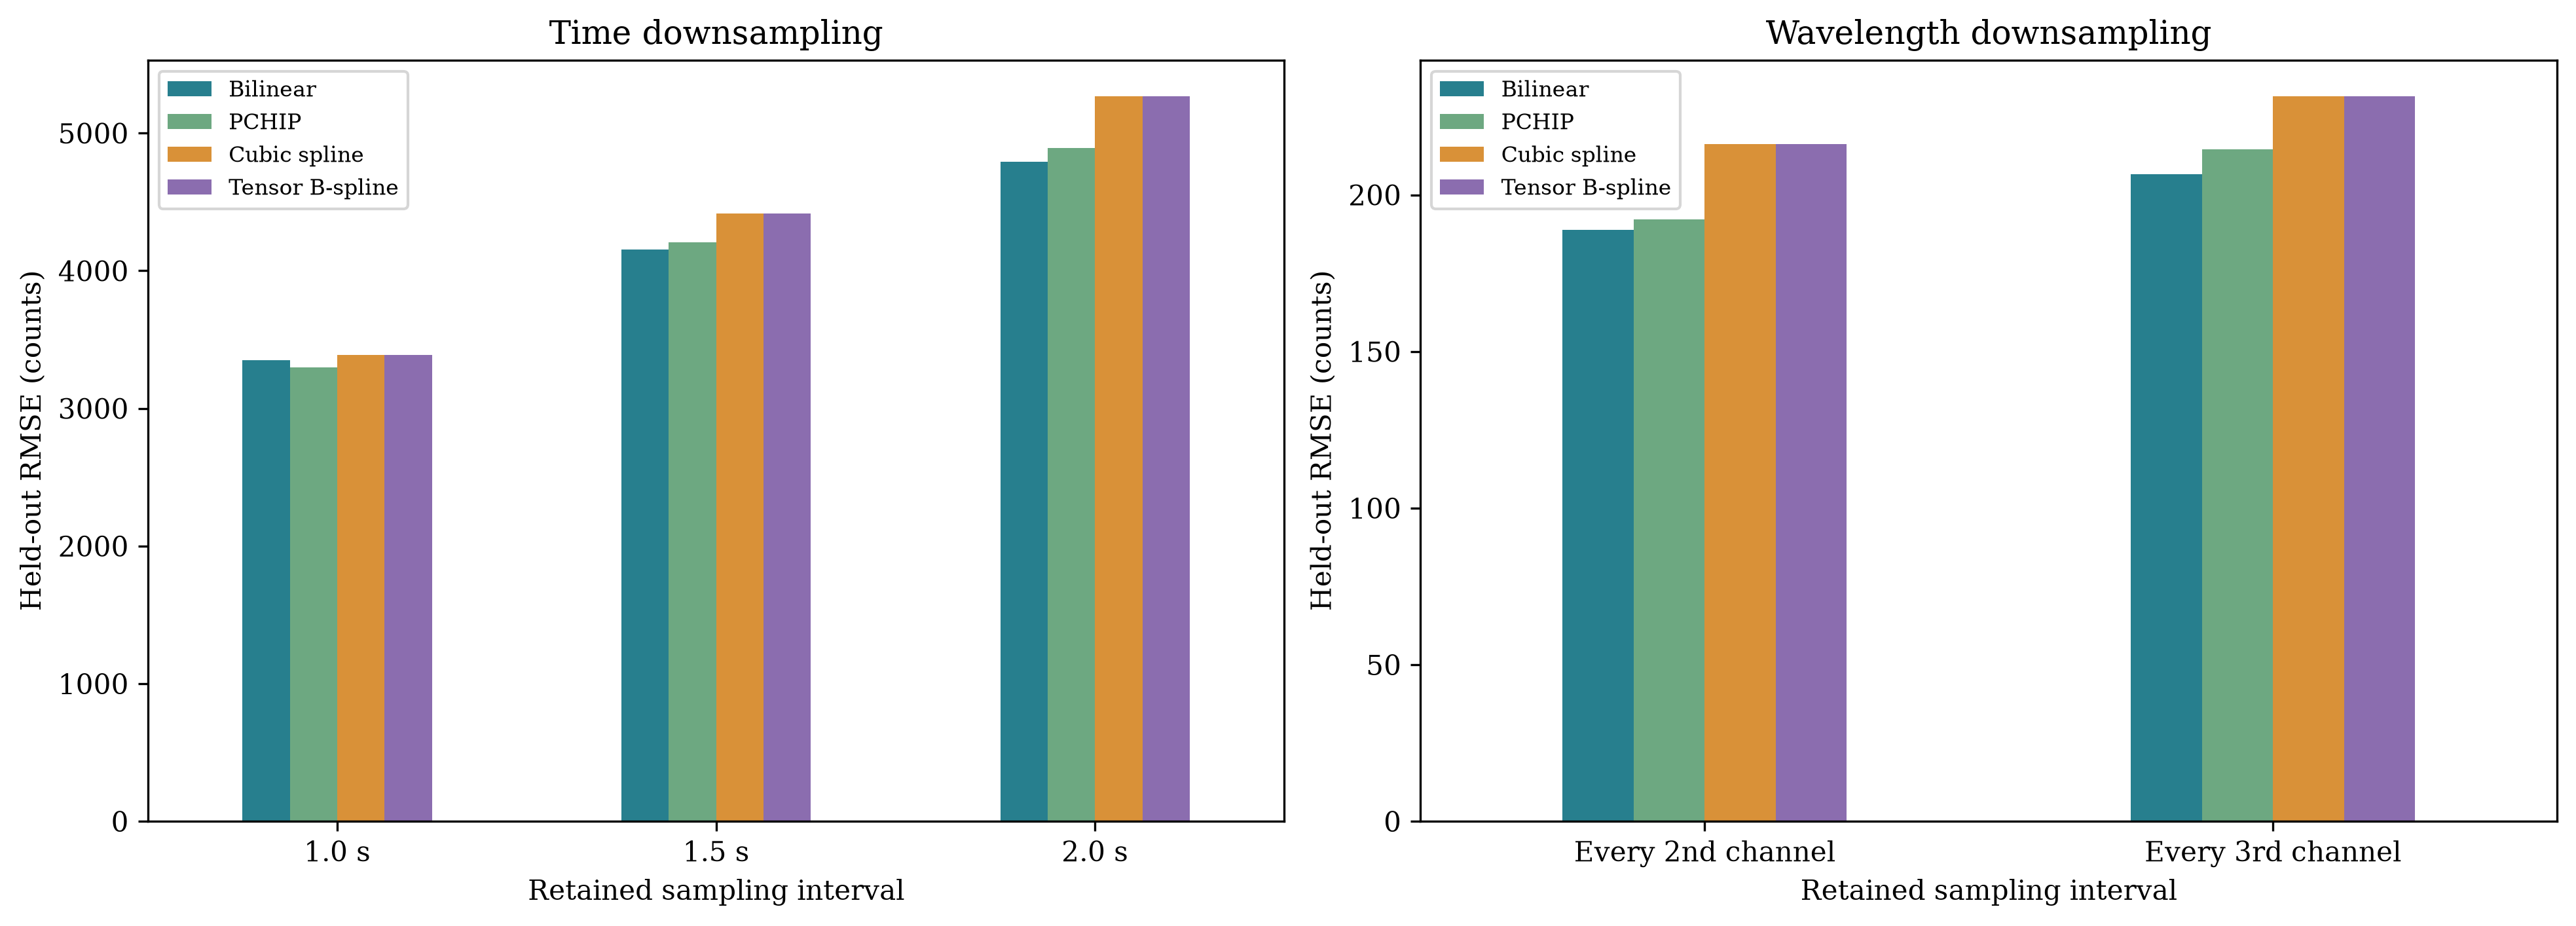 Time downsampling
Bilinear
PCHIP
Cubic spline
Tensor B-spline
Held-out RMSE (counts)
5000
4000
3000
2000
1000
0
1.0 s
1.5 s
2.0 s
Retained sampling interval
Wavelength downsampling
Bilinear
PCHIP
Cubic spline
Tensor B-spline
Held-out RMSE (counts)
200
150
100
50
0
Every 2nd channel
Every 3rd channel
Retained sampling interval